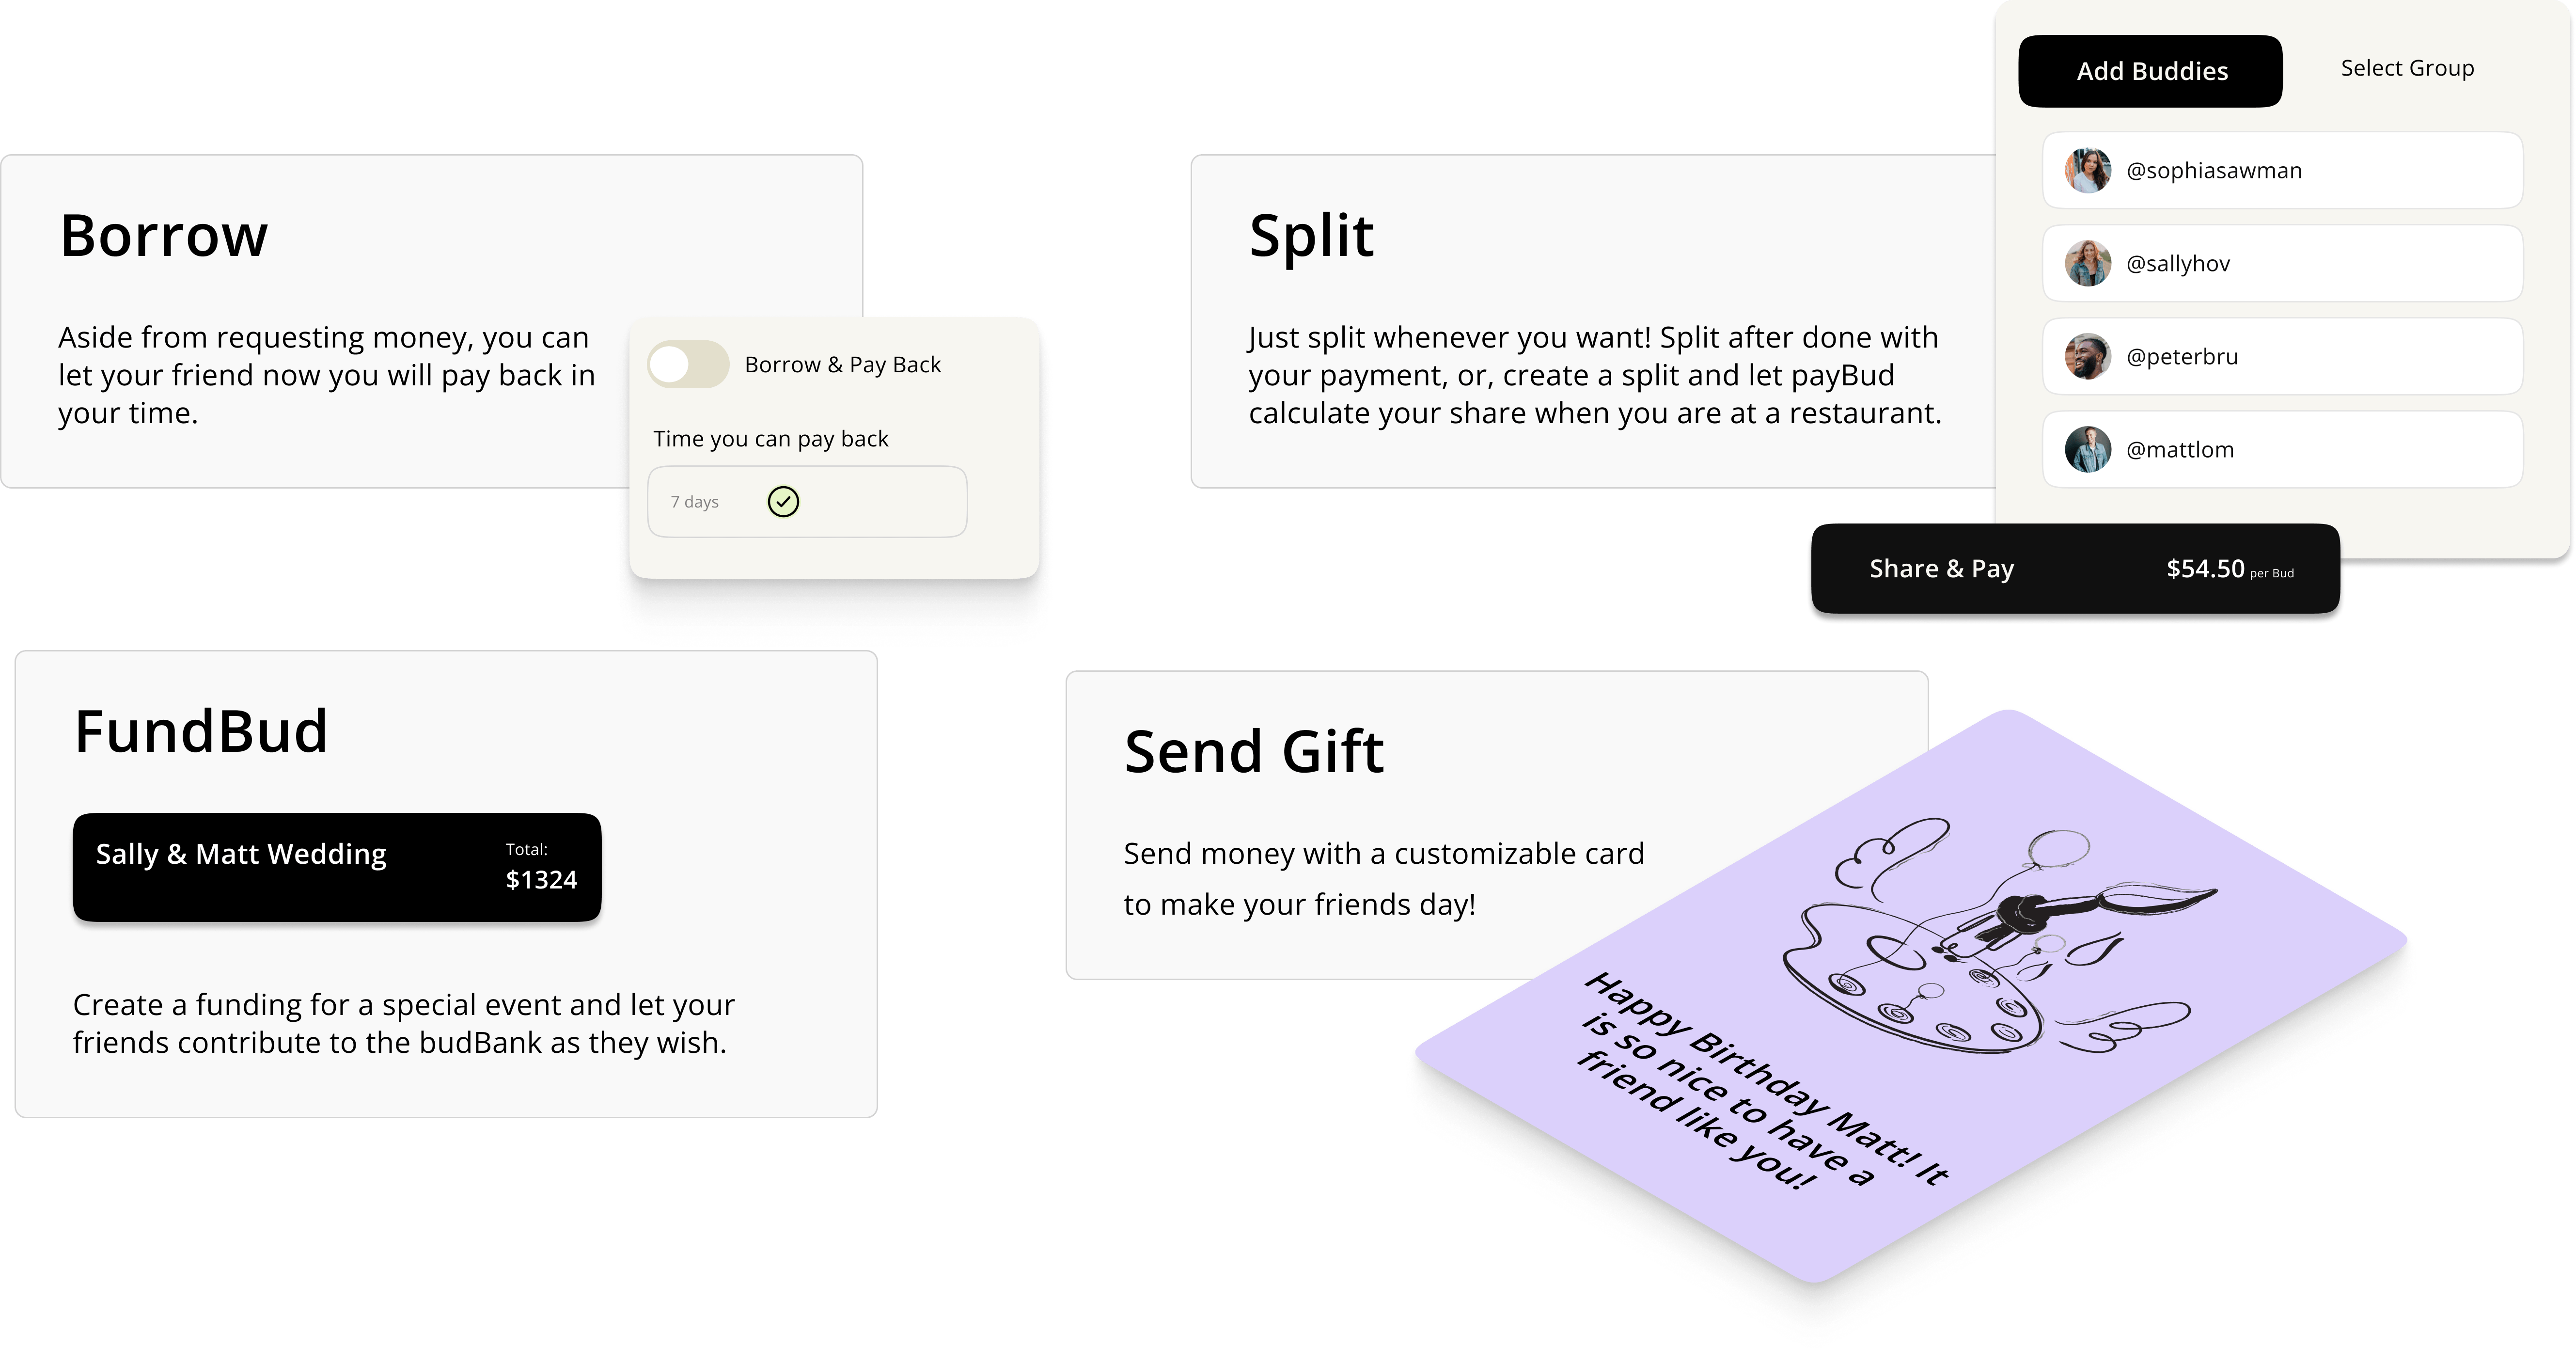 Borrow
Aside from requesting money, you can
let your friend now you will pay back in
your time.
Borrow & Pay Back
Time you can pay back
7 days
Split
Just split whenever you want! Split after done with
your payment, or, create a split and let payBud
calculate your share when you are at a restaurant.
Add Buddies
Select Group
@sophiasawman
@sallyhov
@peterbru
@mattlom
Share & Pay
$54.50 per Bud
FundBud
Sally & Matt Wedding
Total:
$1324
Create a funding for a special event and let your
friends contribute to the budBank as they wish.
Send Gift
Send money with a customizable card
to make your friends day!
Happy Birthday Matt! It
is so nice to have a
friend like you!